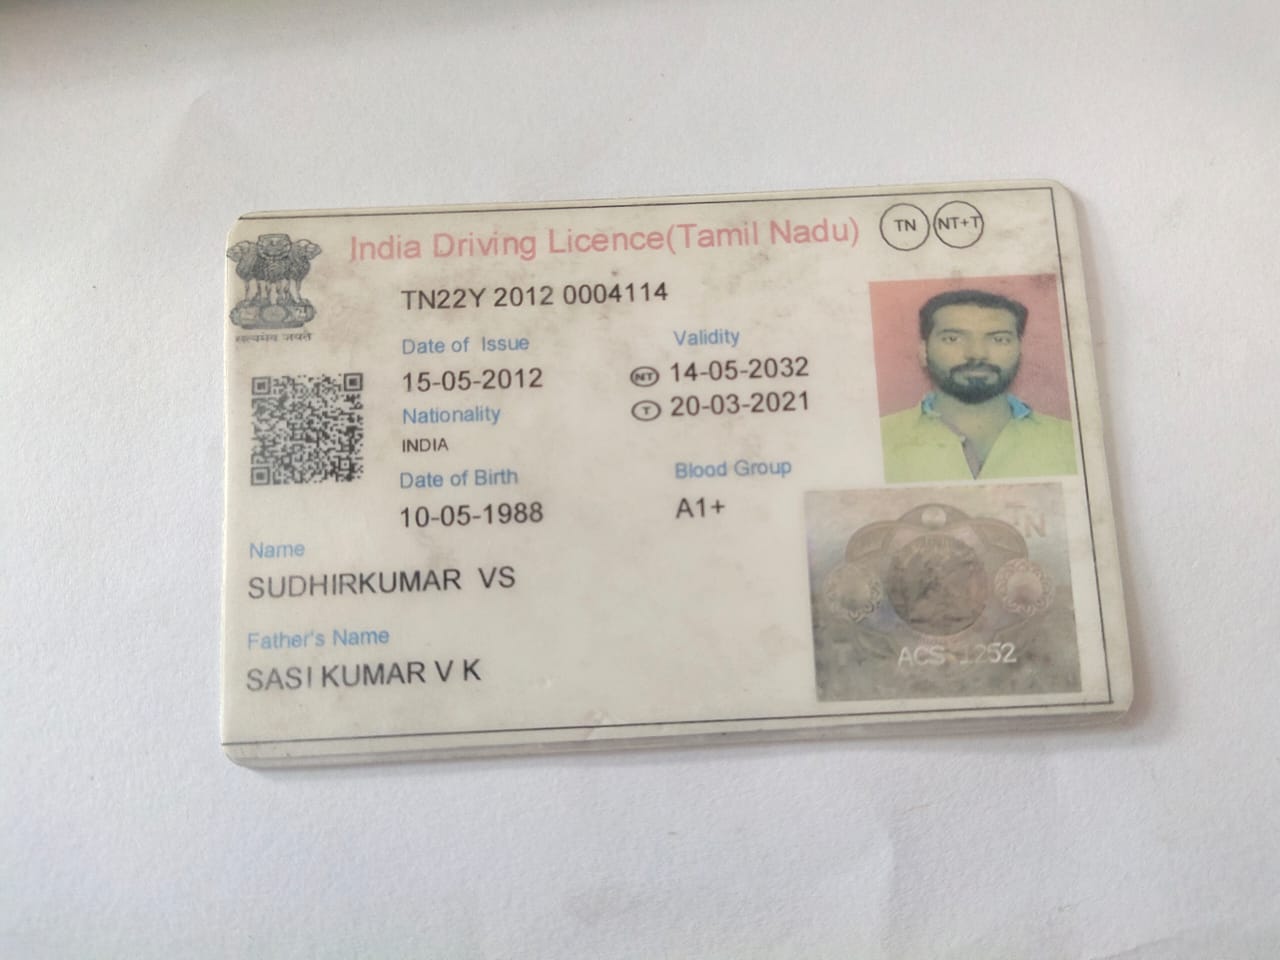 India Driving Licence(Tamil Nadu) TN NT+T
TN22Y 2012 0004114
सत्यमेव जयते
Date of Issue
Validity
15-05-2012
NT 14-05-2032
Nationality
T 20-03-2021
INDIA
Date of Birth
Blood Group
10-05-1988
A1+
TN
Name
SUDHIRKUMAR VS
Father's Name
SASI KUMAR V K
ACS 1252